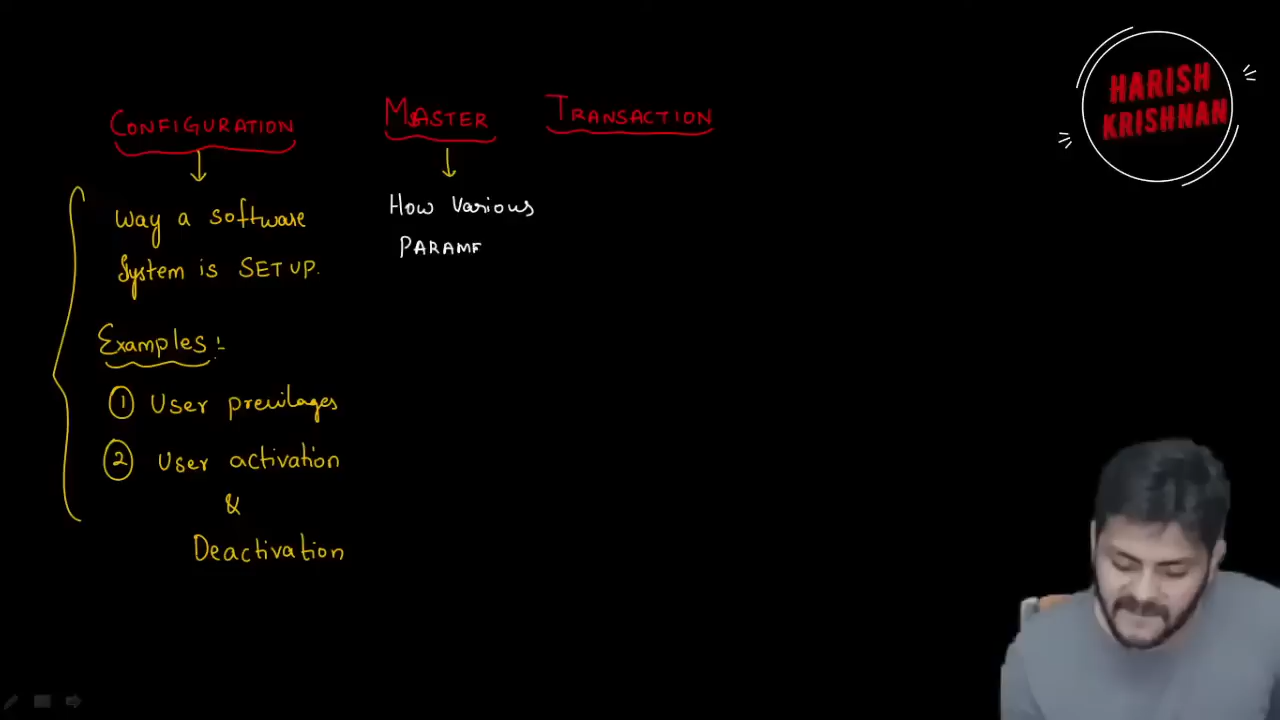 CONFIGURATION
MASTER
TRANSACTION
HARISH
KRISHNAN
Way a software
System is SETUP.
How Various
PARAME
Examples :-
1 User previlages
2 User activation
&
Deactivation